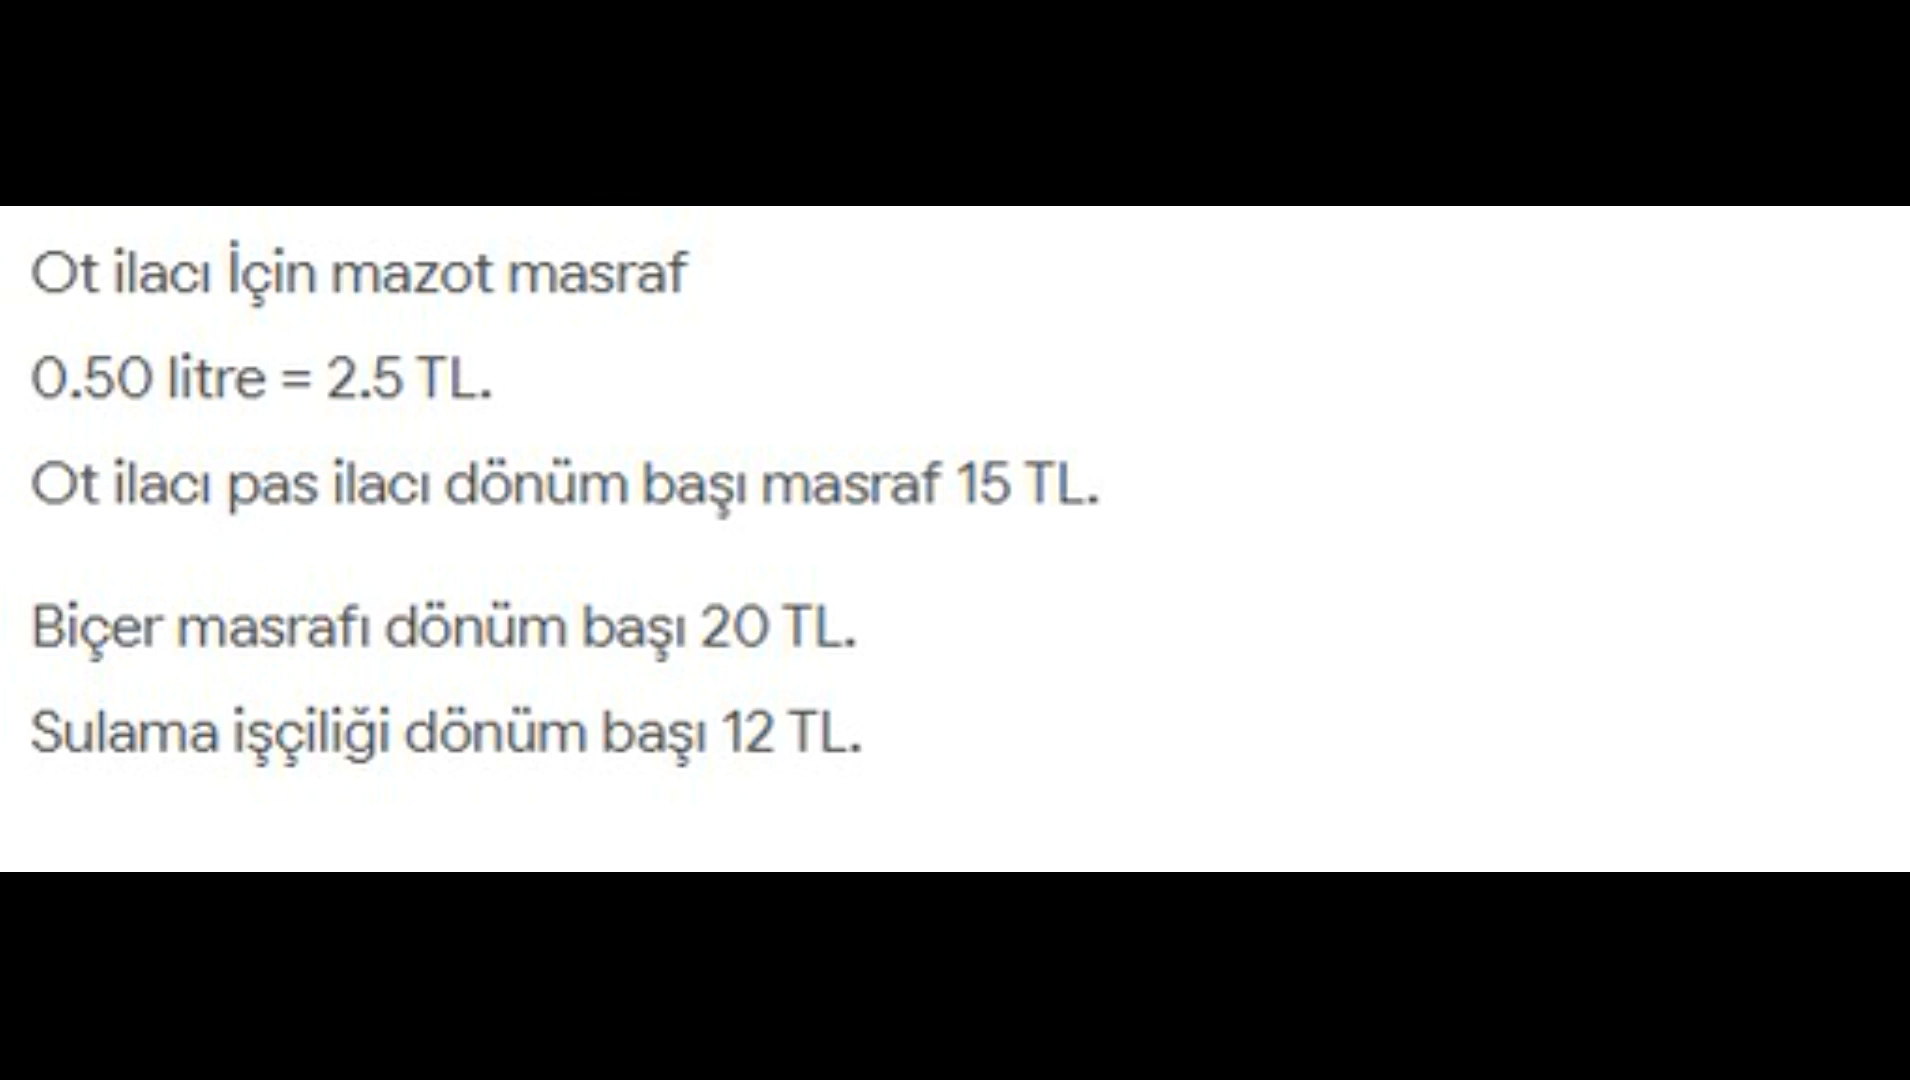 Ot ilacı İçin mazot masraf
0.50 litre = 2.5 TL.
Ot ilacı pas ilacı dönüm başı masraf 15 TL.
Biçer masrafı dönüm başı 20 TL.
Sulama işçiliği dönüm başı 12 TL.